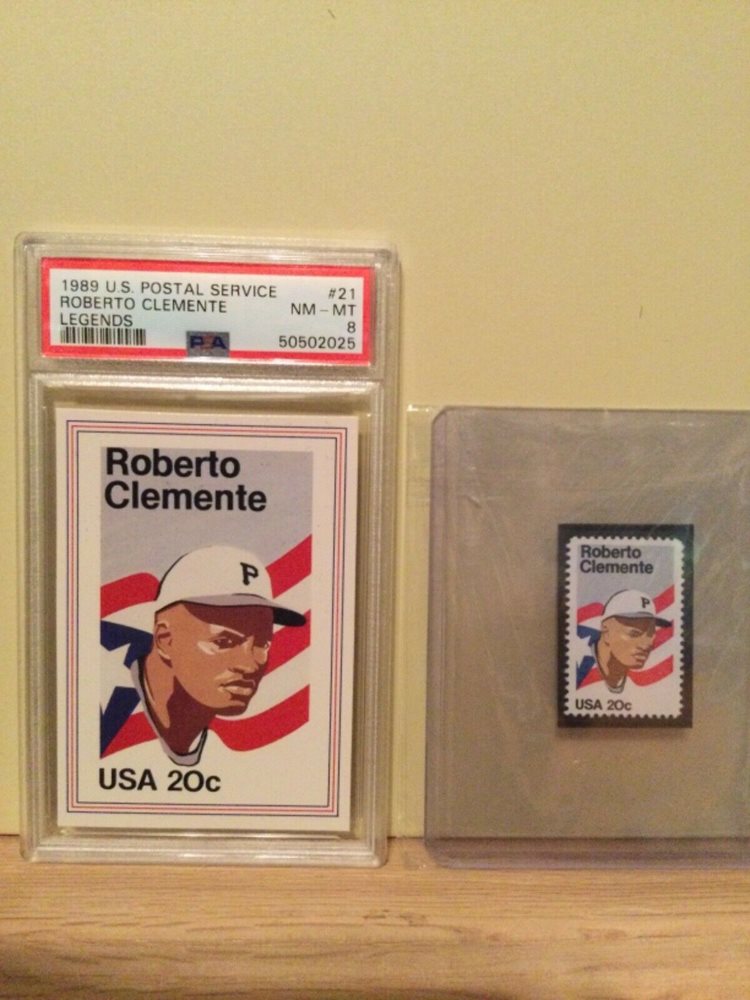 1989 U.S. POSTAL SERVICE #21
ROBERTO CLEMENTE NM - MT
LEGENDS 8
PSA 50502025
Roberto
Clemente
P
USA 20c
Roberto
Clemente
P
USA 20c